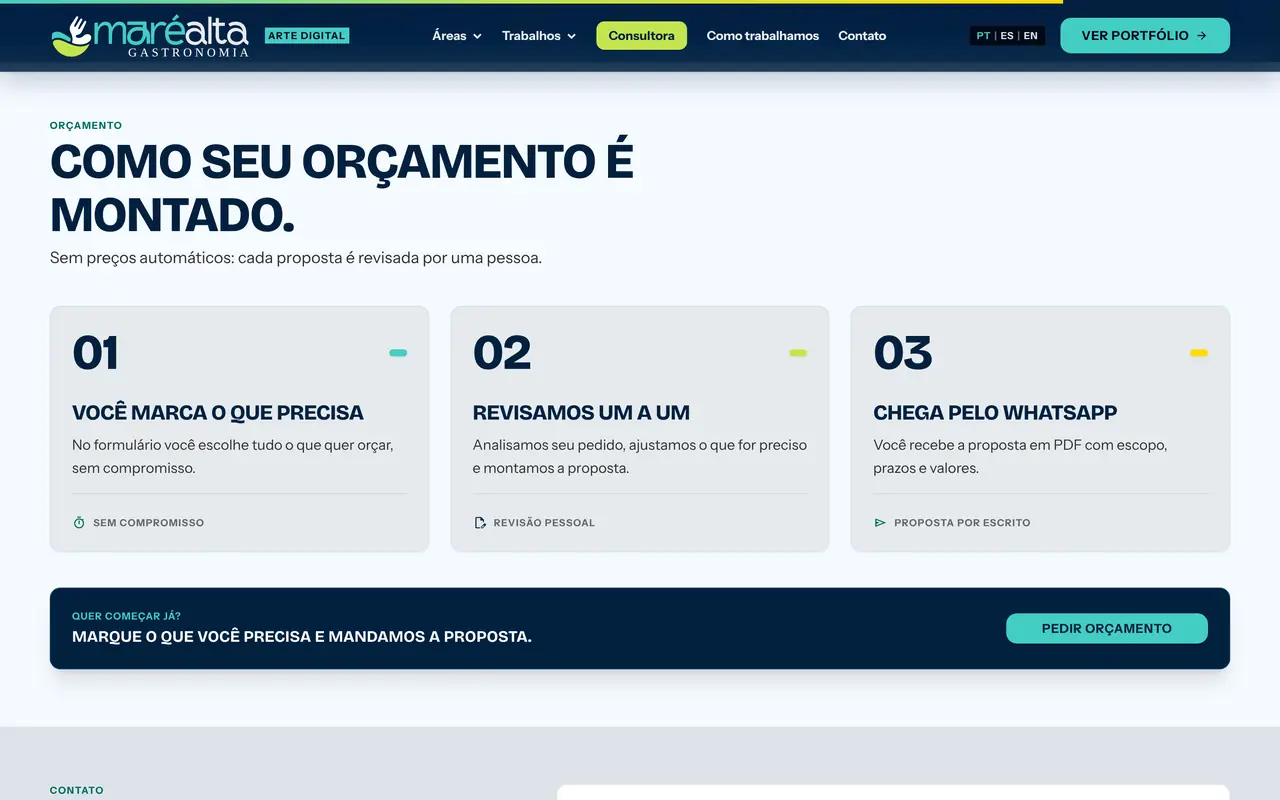 maréalta
GASTRONOMIA
ARTE DIGITAL
Áreas
Trabalhos
Consultora
Como trabalhamos
Contato
PT | ES | EN
VER PORTFÓLIO →
ORÇAMENTO
COMO SEU ORÇAMENTO É
MONTADO.
Sem preços automáticos: cada proposta é revisada por uma pessoa.
01
VOCÊ MARCA O QUE PRECISA
No formulário você escolhe tudo o que quer orçar,
sem compromisso.
SEM COMPROMISSO
02
REVISAMOS UM A UM
Analisamos seu pedido, ajustamos o que for preciso
e montamos a proposta.
REVISÃO PESSOAL
03
CHEGA PELO WHATSAPP
Você recebe a proposta em PDF com escopo,
prazos e valores.
PROPOSTA POR ESCRITO
QUER COMEÇAR JÁ?
MARQUE O QUE VOCÊ PRECISA E MANDAMOS A PROPOSTA.
PEDIR ORÇAMENTO
CONTATO